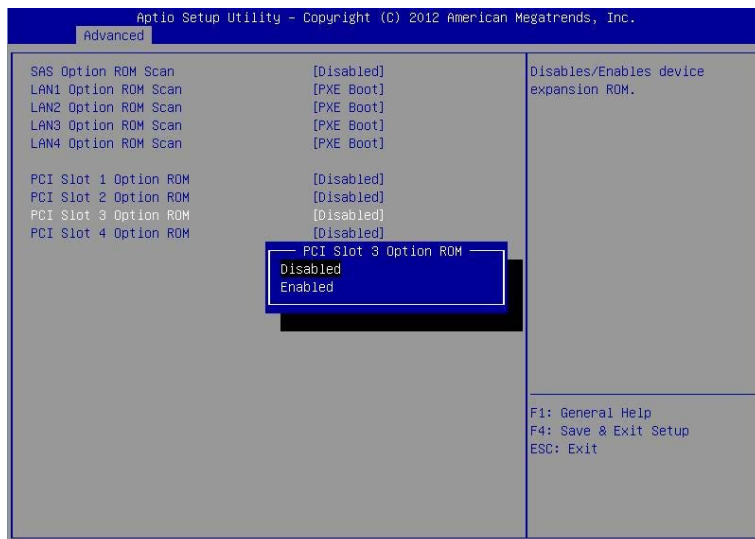 Aptio Setup Utility – Copyright (C) 2012 American Megatrends, Inc.
Advanced
SAS Option ROM Scan [Disabled]
LAN1 Option ROM Scan [PXE Boot]
LAN2 Option ROM Scan [PXE Boot]
LAN3 Option ROM Scan [PXE Boot]
LAN4 Option ROM Scan [PXE Boot]
PCI Slot 1 Option ROM [Disabled]
PCI Slot 2 Option ROM [Disabled]
PCI Slot 3 Option ROM [Disabled]
PCI Slot 4 Option ROM [Disabled]
PCI Slot 3 Option ROM
Disabled
Enabled
Disables/Enables device
expansion ROM.
F1: General Help
F4: Save & Exit Setup
ESC: Exit